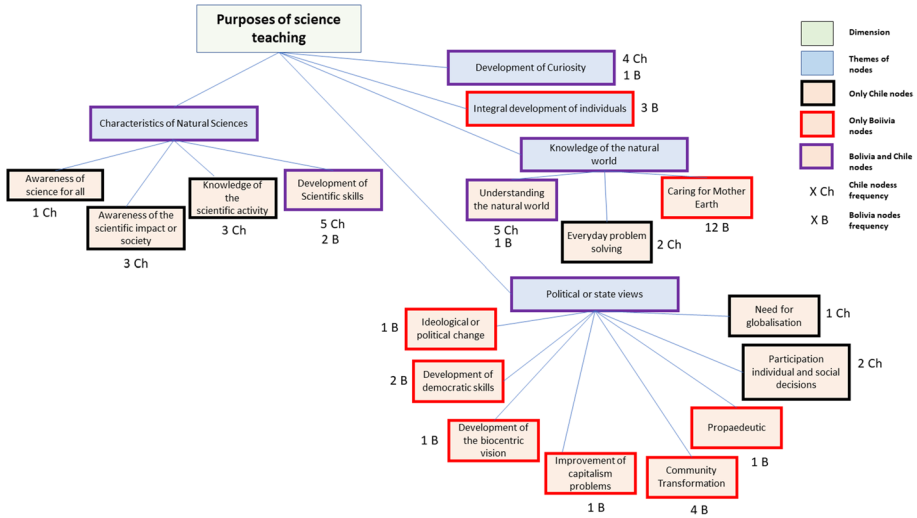 Purposes of science
teaching
Development of Curiosity
4 Ch
1 B
Integral development of individuals
3 B
Characteristics of Natural Sciences
Knowledge of the natural
world
Awareness of
science for all
1 Ch
Awareness of the
scientific impact or
society
3 Ch
Knowledge of
the
scientific activity
3 Ch
Development of
Scientific skills
5 Ch
2 B
Understanding
the natural world
5 Ch
1 B
Everyday problem
solving
2 Ch
Caring for Mother
Earth
12 B
Political or state views
Ideological or
political change
1 B
Development of
democratic skills
2 B
Development of
the biocentric
vision
1 B
Improvement of
capitalism
problems
1 B
Community
Transformation
4 B
Propaedeutic
1 B
Participation
individual and social
decisions
2 Ch
Need for
globalisation
1 Ch
Dimension
Themes of
nodes
Only Chile nodes
Only Boiivia
nodes
Bolivia and Chile
nodes
X Ch
Chile nodess
frequency
X B
Bolivia nodes
frequency